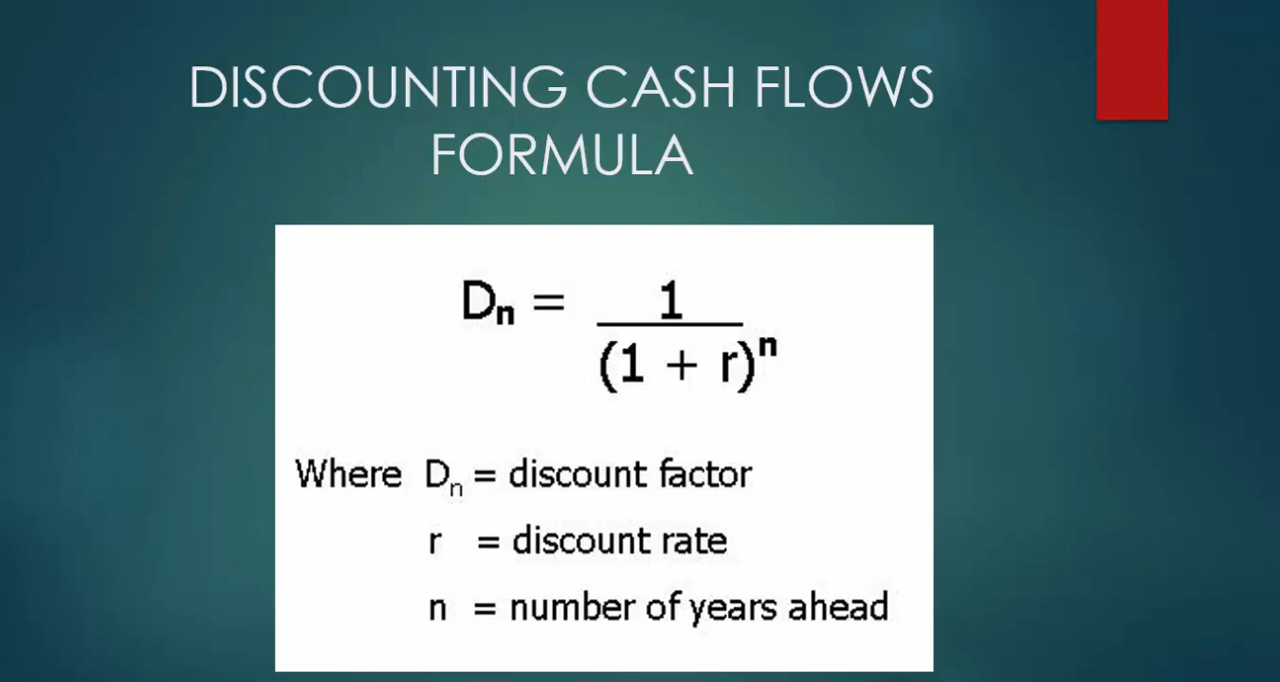 DISCOUNTING CASH FLOWS
FORMULA
Dn = 1
(1 + r)^n
Where Dn = discount factor
r = discount rate
n = number of years ahead